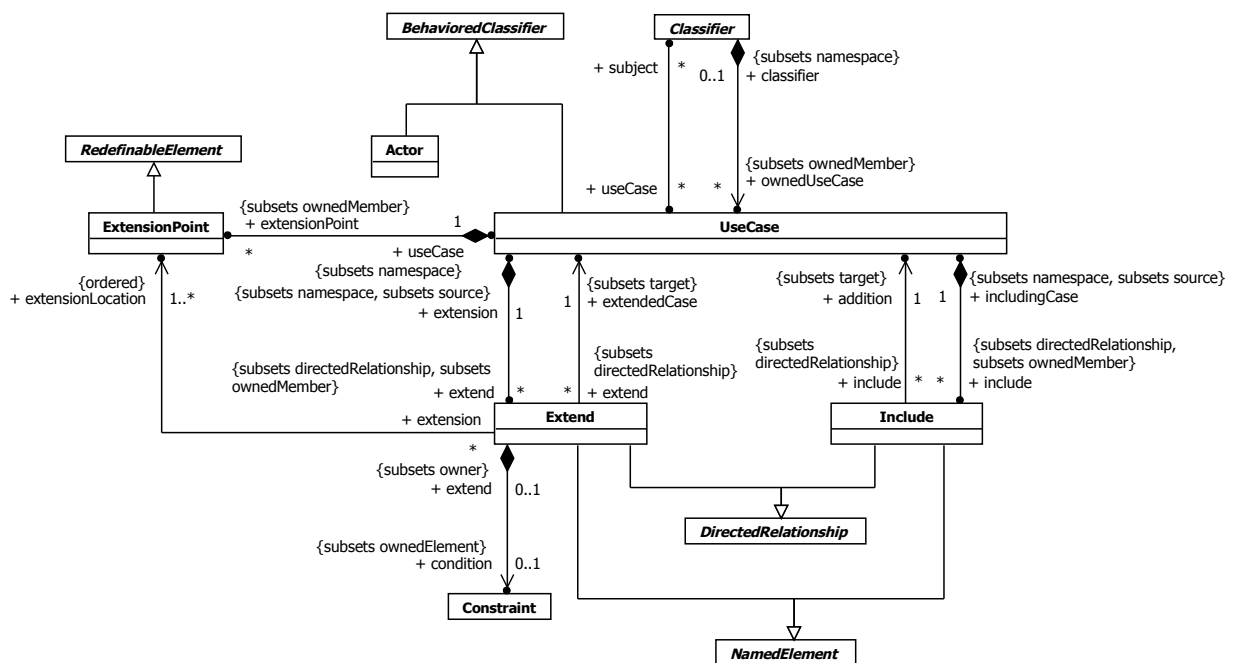 BehavioredClassifier
Classifier
+ subject
*
0..1
{subsets namespace}
+ classifier
RedefinableElement
Actor
{subsets ownedMember}
+ ownedUseCase
+ useCase
*
*
{subsets ownedMember}
+ extensionPoint
1
ExtensionPoint
UseCase
*
+ useCase
{subsets namespace}
{ordered}
+ extensionLocation
1..*
{subsets namespace, subsets source}
+ extension
1
1
{subsets target}
+ extendedCase
{subsets target}
+ addition
1
1
{subsets namespace, subsets source}
+ includingCase
{subsets directedRelationship, subsets
ownedMember}
+ extend
*
*
{subsets
directedRelationship}
+ extend
{subsets
directedRelationship}
+ include
*
*
{subsets directedRelationship,
subsets ownedMember}
+ include
+ extension
*
Extend
Include
{subsets owner}
+ extend
0..1
DirectedRelationship
{subsets ownedElement}
+ condition
0..1
Constraint
NamedElement